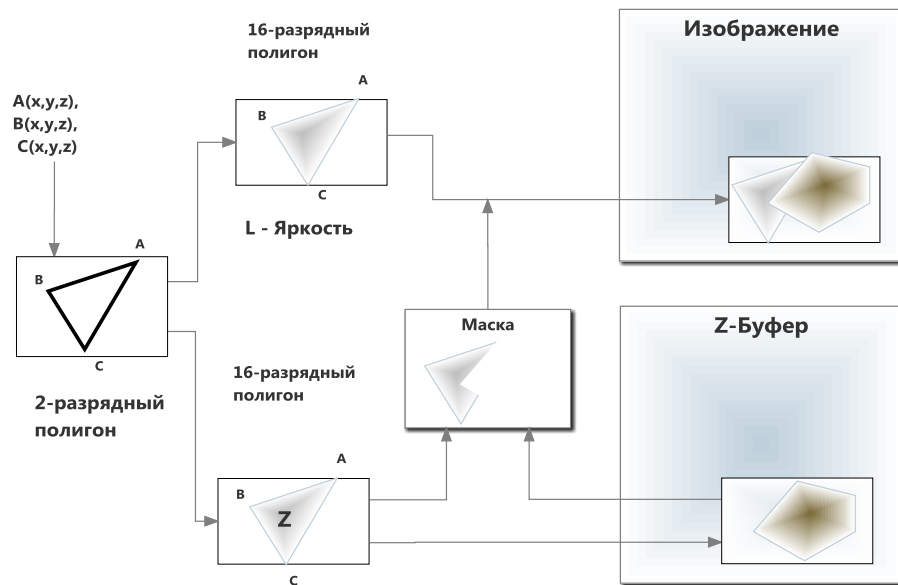 16-разрядный
полигон
Изображение
A
B
C
A(x,y,z),
B(x,y,z),
C(x,y,z)
L - Яркость
A
B
C
2-разрядный
полигон
Маска
Z-Буфер
16-разрядный
полигон
A
B
Z
C